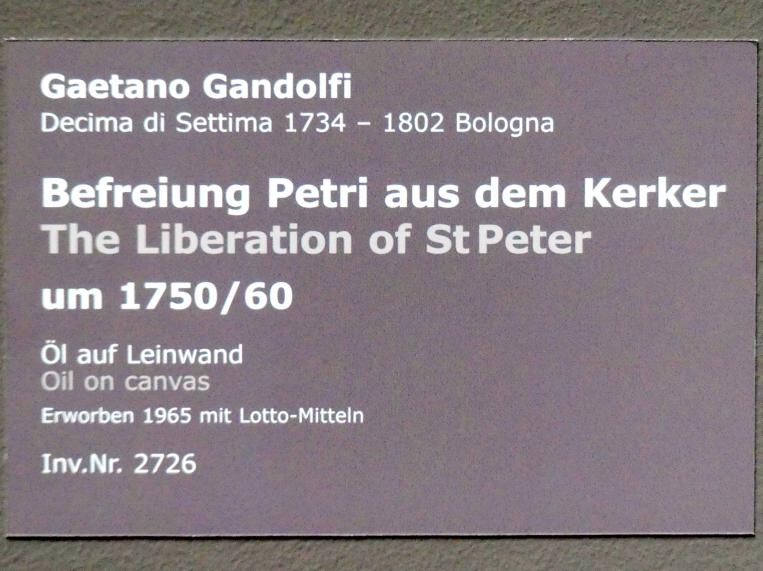 Gaetano Gandolfi
Decima di Settima 1734 – 1802 Bologna
Befreiung Petri aus dem Kerker
The Liberation of St Peter
um 1750/60
Öl auf Leinwand
Oil on canvas
Erworben 1965 mit Lotto-Mitteln
Inv.Nr. 2726